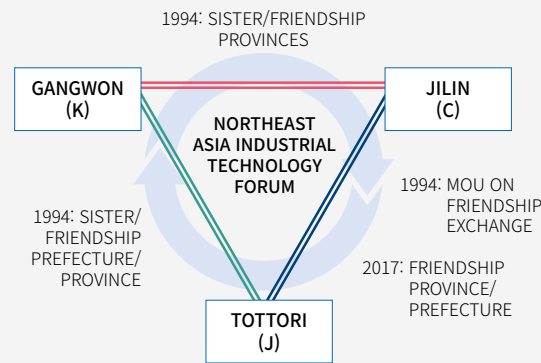 1994: SISTER/FRIENDSHIP
PROVINCES
GANGWON
(K)
JILIN
(C)
NORTHEAST
ASIA INDUSTRIAL
TECHNOLOGY
FORUM
1994: SISTER/
FRIENDSHIP
PREFECTURE/
PROVINCE
1994: MOU ON
FRIENDSHIP
EXCHANGE
2017: FRIENDSHIP
PROVINCE/
PREFECTURE
TOTTORI
(J)